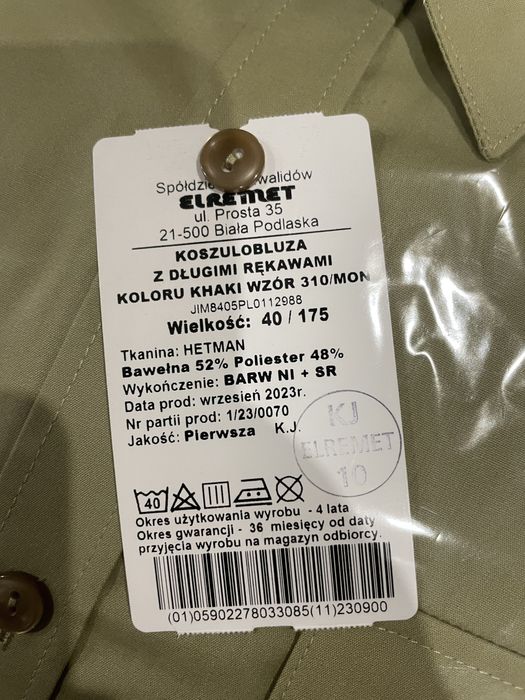 Spółdzie walidów
ELREMET
ul. Prosta 35
21-500 Biała Podlaska
KOSZULOBLUZA
Z DŁUGIMI RĘKAWAMI
KOLORU KHAKI WZÓR 310/MON
JIM8405PL0112988
Wielkość: 40 / 175
Tkanina: HETMAN
Bawełna 52% Poliester 48%
Wykończenie: BARW NI + SR
Data prod: wrzesień 2023r.
Nr partii prod: 1/23/0070
Jakość: Pierwsza K.J.
KJ
ELREMET
10
40
Okres użytkowania wyrobu - 4 lata
Okres gwarancji - 36 miesięcy od daty
przyjęcia wyrobu na magazyn odbiorcy.
(01)05902278033085(11)230900